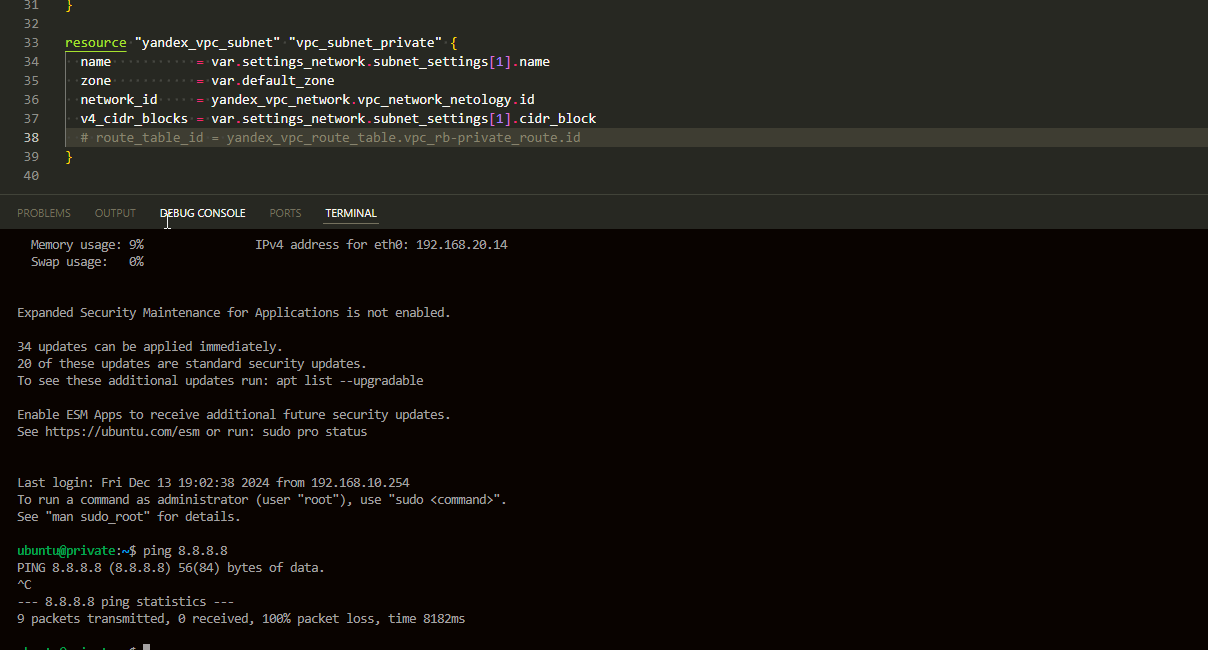 31 }
32
33 resource "yandex_vpc_subnet" "vpc_subnet_private" {
34 name = var.settings_network.subnet_settings[1].name
35 zone = var.default_zone
36 network_id = yandex_vpc_network.vpc_network_netology.id
37 v4_cidr_blocks = var.settings_network.subnet_settings[1].cidr_block
38 # route_table_id = yandex_vpc_route_table.vpc_rb-private_route.id
39 }
40
PROBLEMS OUTPUT DEBUG CONSOLE PORTS TERMINAL
Memory usage: 9% IPv4 address for eth0: 192.168.20.14
Swap usage: 0%
Expanded Security Maintenance for Applications is not enabled.
34 updates can be applied immediately.
20 of these updates are standard security updates.
To see these additional updates run: apt list --upgradable
Enable ESM Apps to receive additional future security updates.
See https://ubuntu.com/esm or run: sudo pro status
Last login: Fri Dec 13 19:02:38 2024 from 192.168.10.254
To run a command as administrator (user "root"), use "sudo <command>".
See "man sudo_root" for details.
ubuntu@private:~$ ping 8.8.8.8
PING 8.8.8.8 (8.8.8.8) 56(84) bytes of data.
^C
--- 8.8.8.8 ping statistics ---
9 packets transmitted, 0 received, 100% packet loss, time 8182ms